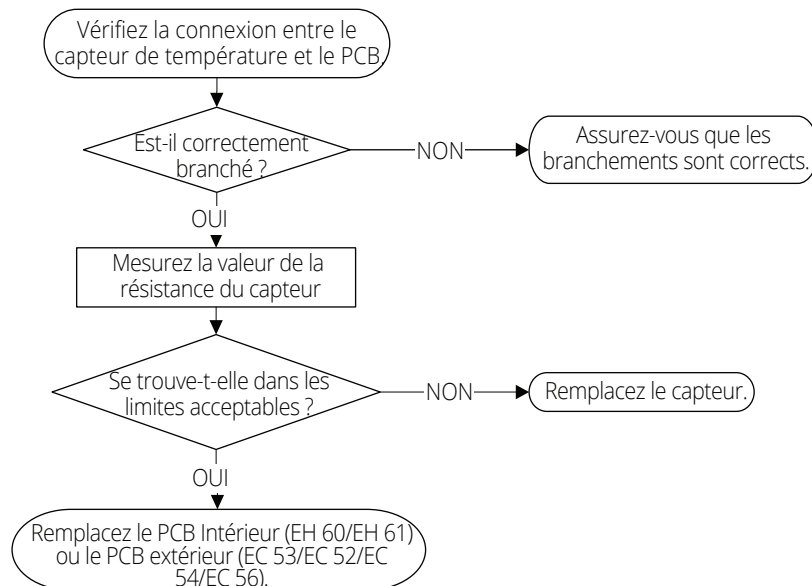 Vérifiez la connexion entre le
capteur de température et le PCB.
Est-il correctement
branché ?
NON
Assurez-vous que les
branchements sont corrects.
OUI
Mesurez la valeur de la
résistance du capteur
Se trouve-t-elle dans les
limites acceptables ?
NON
Remplacez le capteur.
OUI
Remplacez le PCB Intérieur (EH 60/EH 61)
ou le PCB extérieur (EC 53/EC 52/EC
54/EC 56).